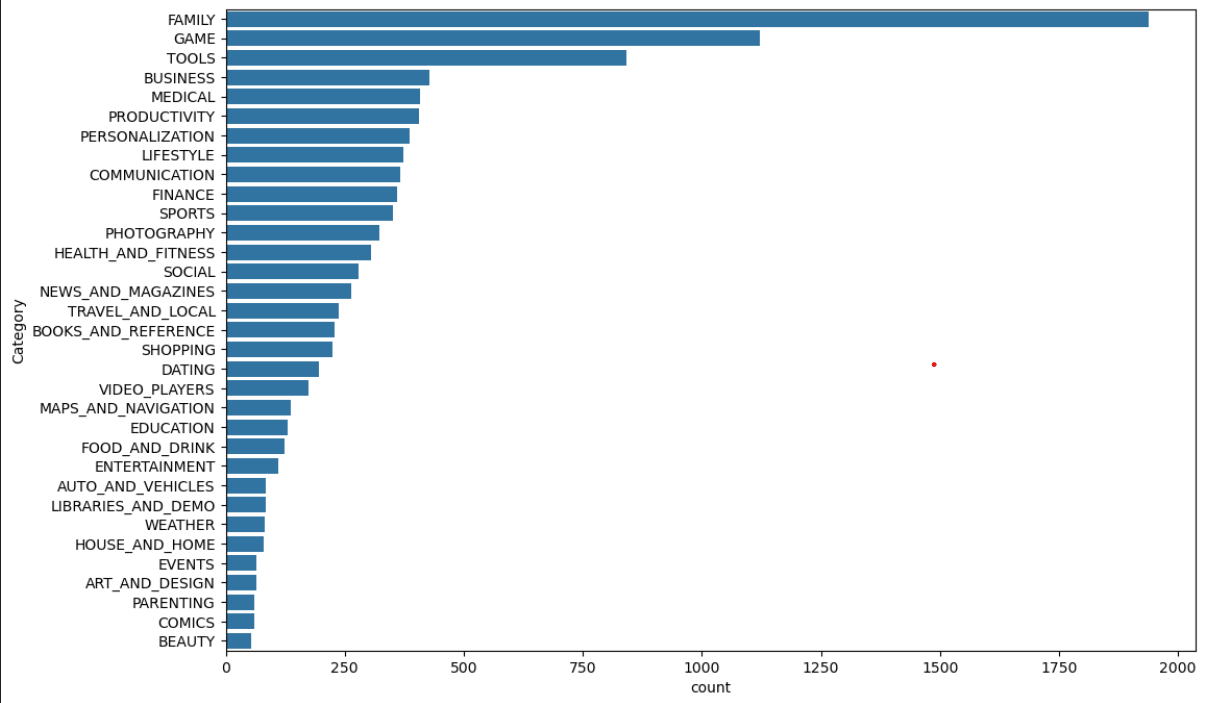 FAMILY
GAME
TOOLS
BUSINESS
MEDICAL
PRODUCTIVITY
PERSONALIZATION
LIFESTYLE
COMMUNICATION
FINANCE
SPORTS
PHOTOGRAPHY
HEALTH_AND_FITNESS
SOCIAL
NEWS_AND_MAGAZINES
TRAVEL_AND_LOCAL
BOOKS_AND_REFERENCE
SHOPPING
DATING
VIDEO_PLAYERS
MAPS_AND_NAVIGATION
EDUCATION
FOOD_AND_DRINK
ENTERTAINMENT
AUTO_AND_VEHICLES
LIBRARIES_AND_DEMO
WEATHER
HOUSE_AND_HOME
EVENTS
ART_AND_DESIGN
PARENTING
COMICS
BEAUTY
Category
0 250 500 750 1000 1250 1500 1750 2000
count